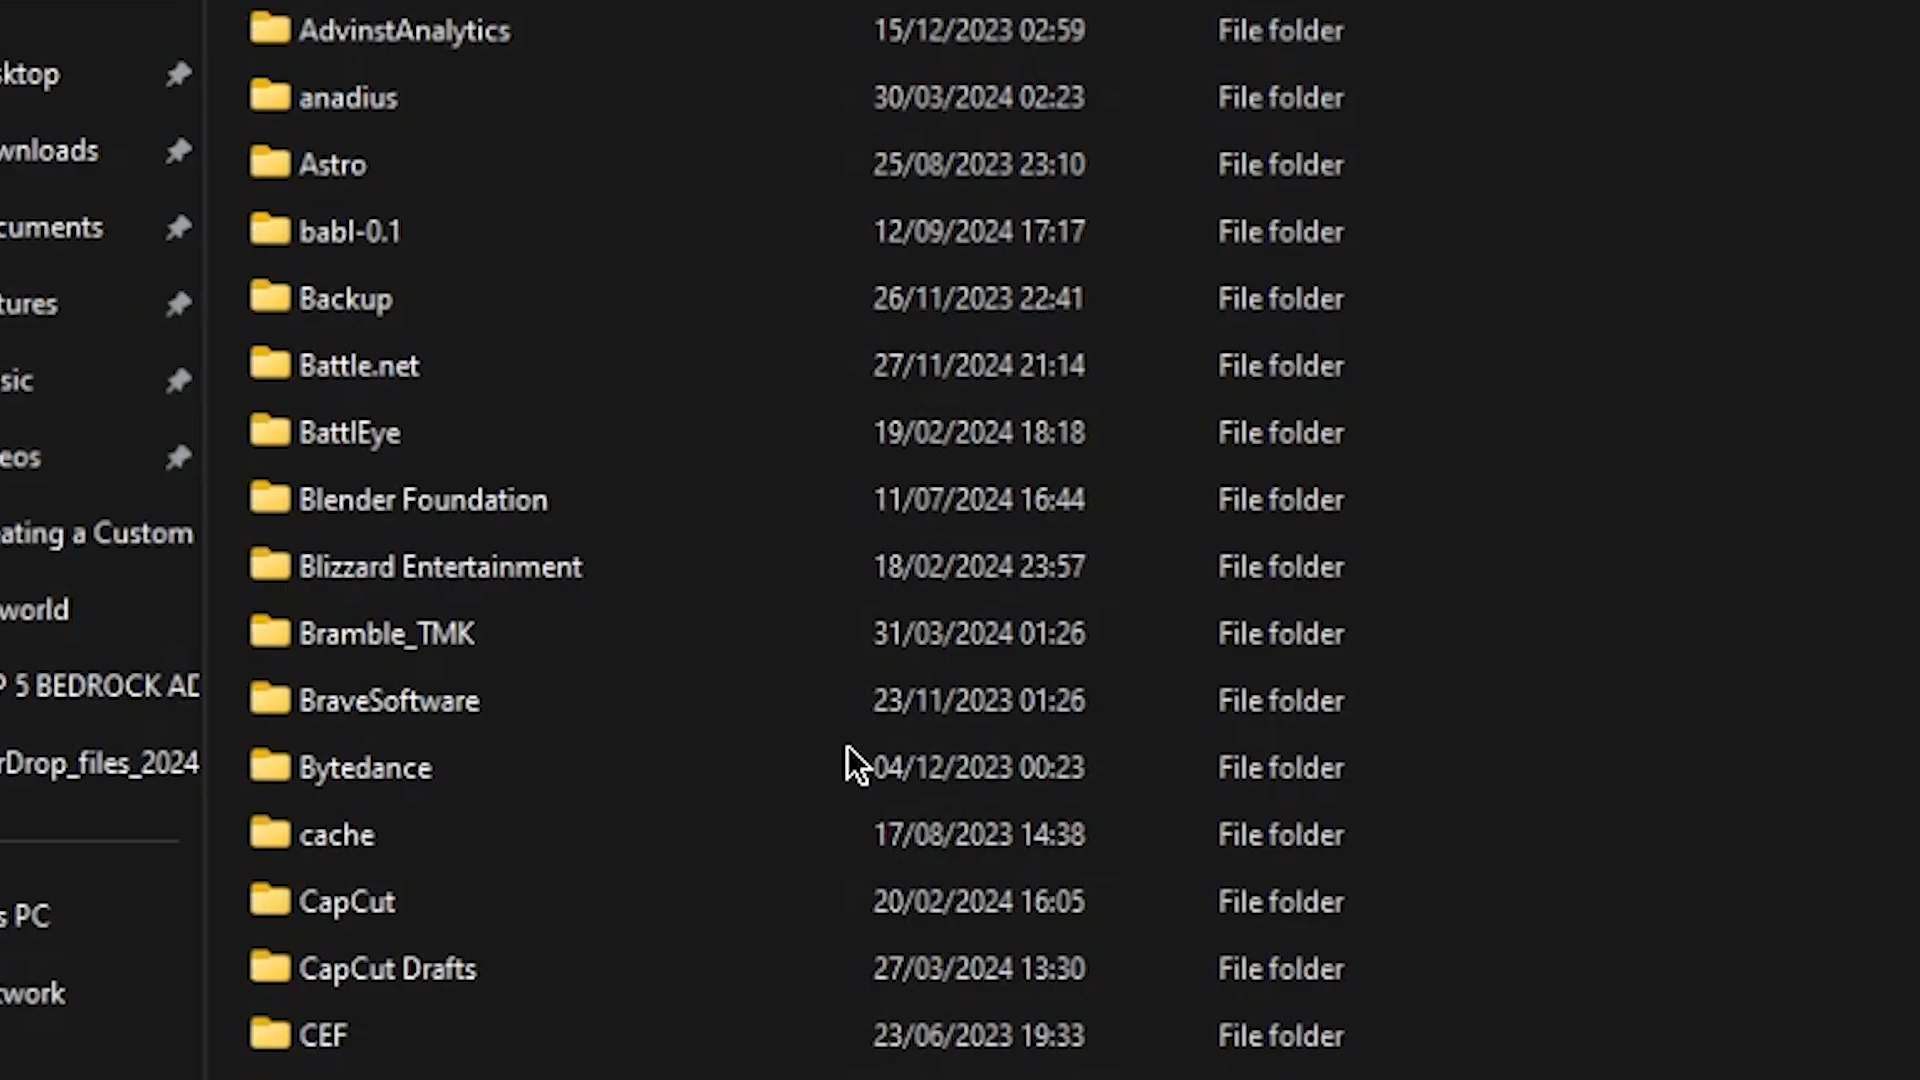 sktop
wnloads
cuments
tures
sic
eos
ating a Custom
world
P 5 BEDROCK AD
rDrop_files_2024
s PC
twork
AdvinstAnalytics 15/12/2023 02:59 File folder
anadius 30/03/2024 02:23 File folder
Astro 25/08/2023 23:10 File folder
babl-0.1 12/09/2024 17:17 File folder
Backup 26/11/2023 22:41 File folder
Battle.net 27/11/2024 21:14 File folder
BattlEye 19/02/2024 18:18 File folder
Blender Foundation 11/07/2024 16:44 File folder
Blizzard Entertainment 18/02/2024 23:57 File folder
Bramble_TMK 31/03/2024 01:26 File folder
BraveSoftware 23/11/2023 01:26 File folder
Bytedance 04/12/2023 00:23 File folder
cache 17/08/2023 14:38 File folder
CapCut 20/02/2024 16:05 File folder
CapCut Drafts 27/03/2024 13:30 File folder
CEF 23/06/2023 19:33 File folder